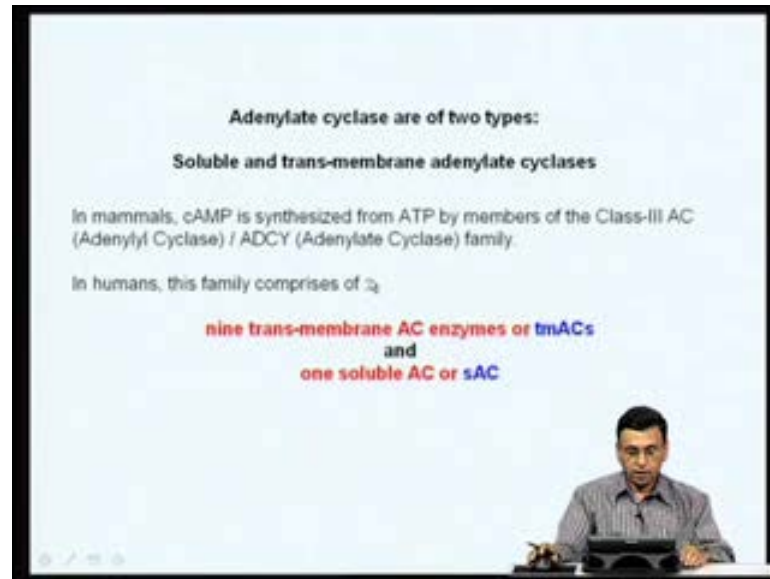 Adenylate cyclase are of two types:
Soluble and trans-membrane adenylate cyclases
In mammals, cAMP is synthesized from ATP by members of the Class-III AC
(Adenylyl Cyclase) / ADCY (Adenylate Cyclase) family.
In humans, this family comprises of
nine trans-membrane AC enzymes or tmACs
and
one soluble AC or sAC